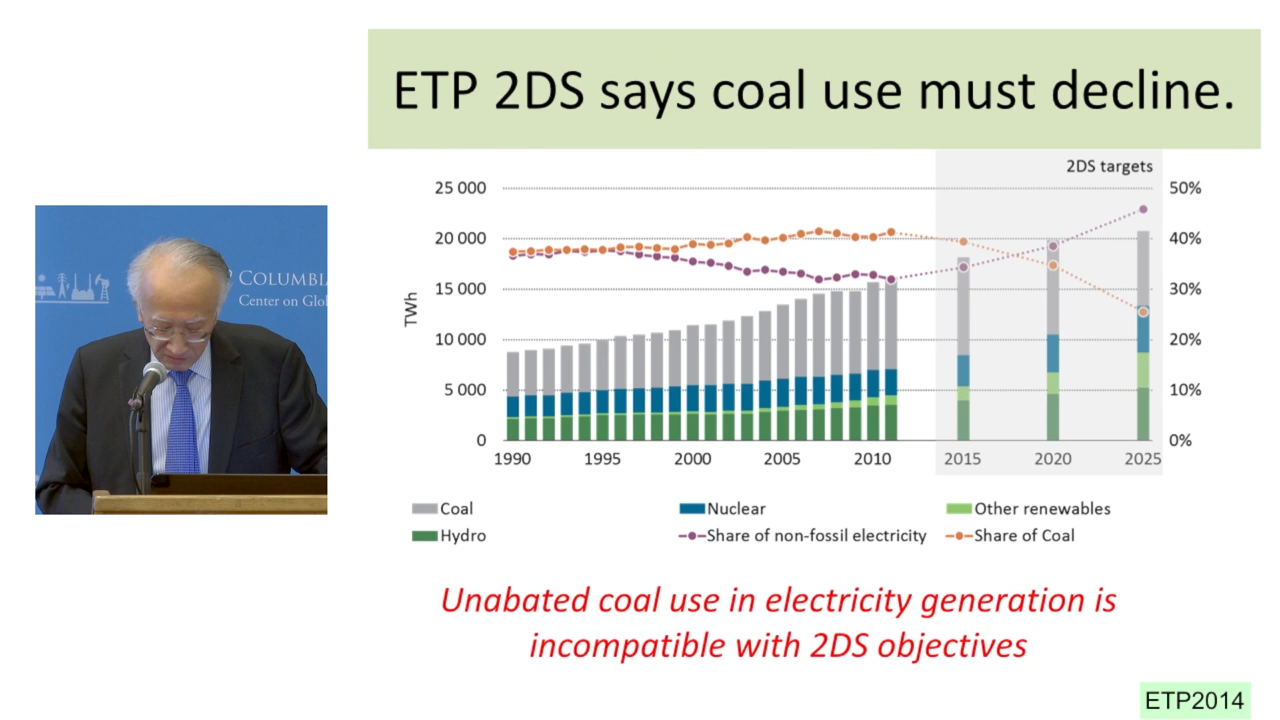 ETP 2DS says coal use must decline.
2DS targets
25 000
50%
20 000
40%
15 000
30%
TWh
10 000
20%
5 000
10%
0
0%
1990
1995
2000
2005
2010
2015
2020
2025
Coal
Nuclear
Other renewables
Hydro
Share of non-fossil electricity
Share of Coal
Unabated coal use in electricity generation is
incompatible with 2DS objectives
ETP2014
COLUMBI
Center on Glo